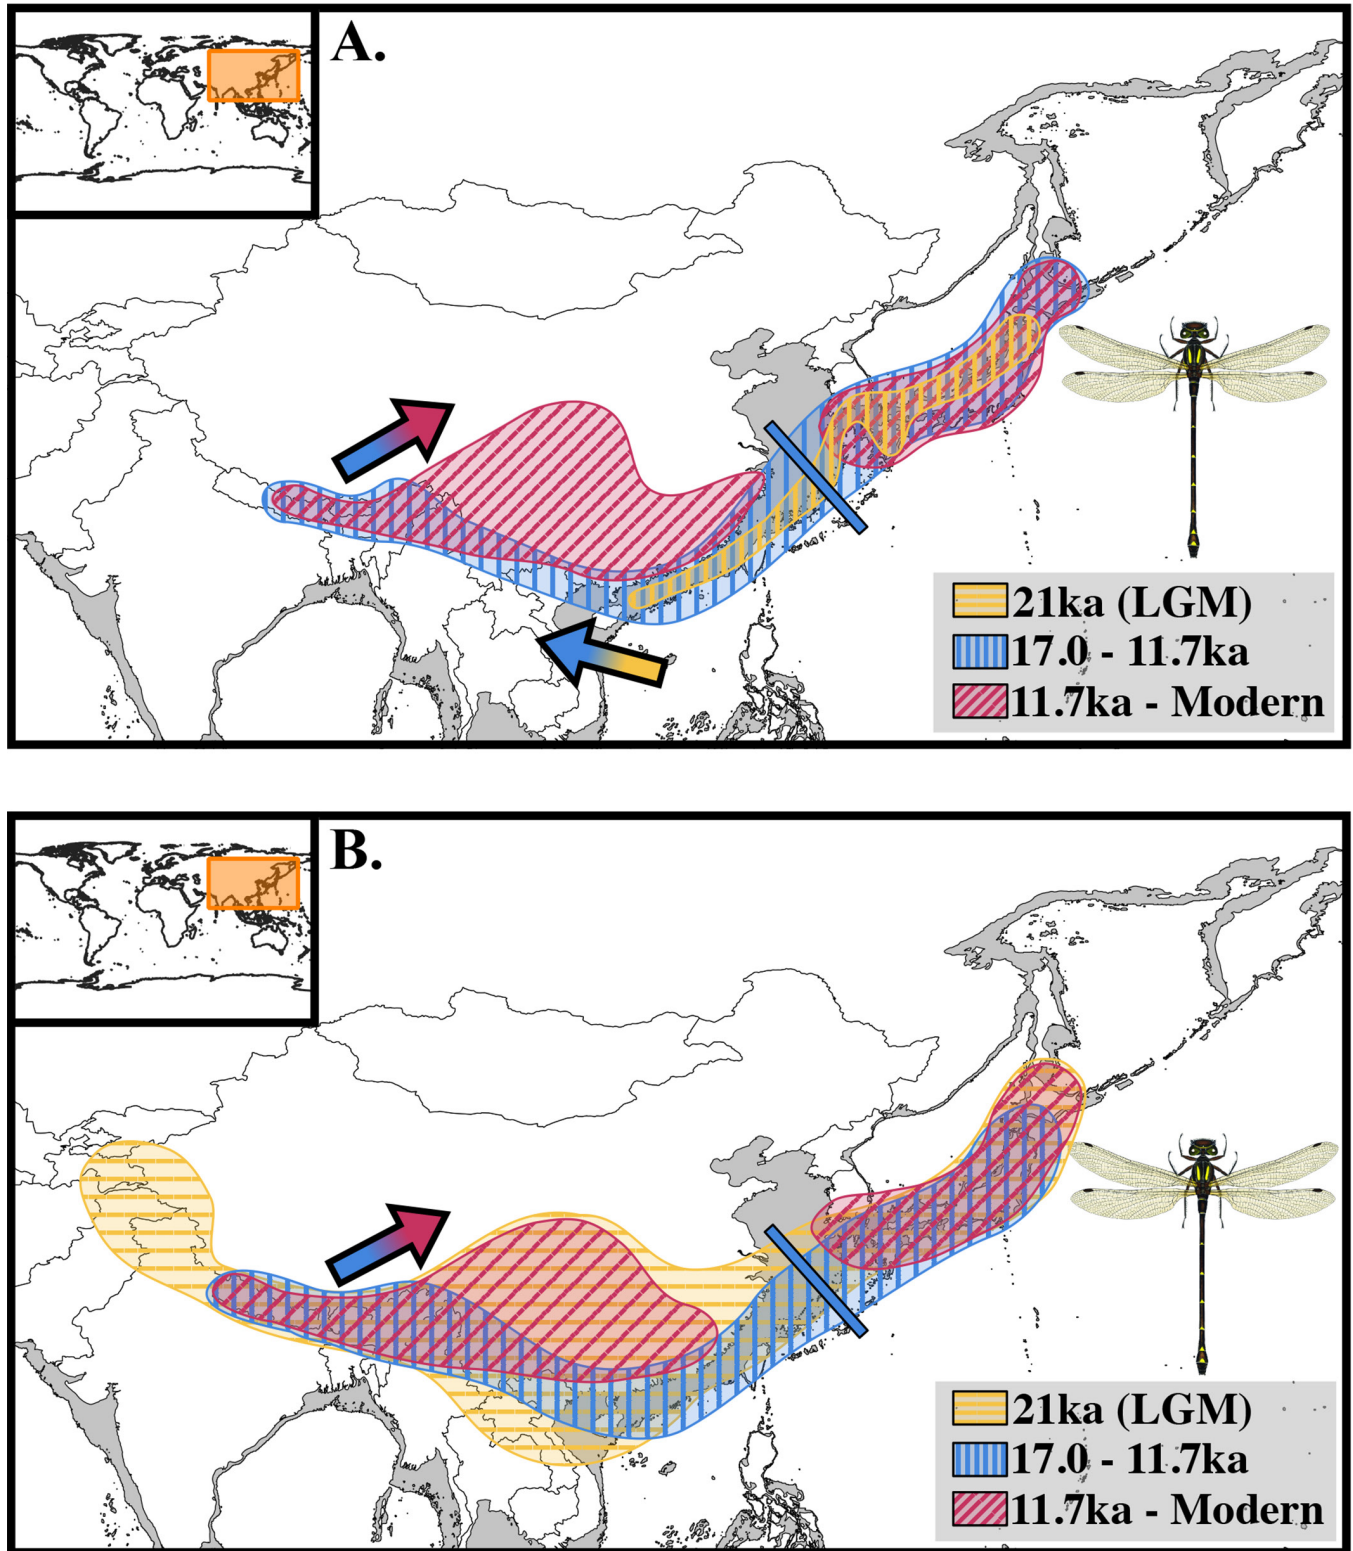 A.
21ka (LGM)
17.0 - 11.7ka
11.7ka - Modern
B.
21ka (LGM)
17.0 - 11.7ka
11.7ka - Modern